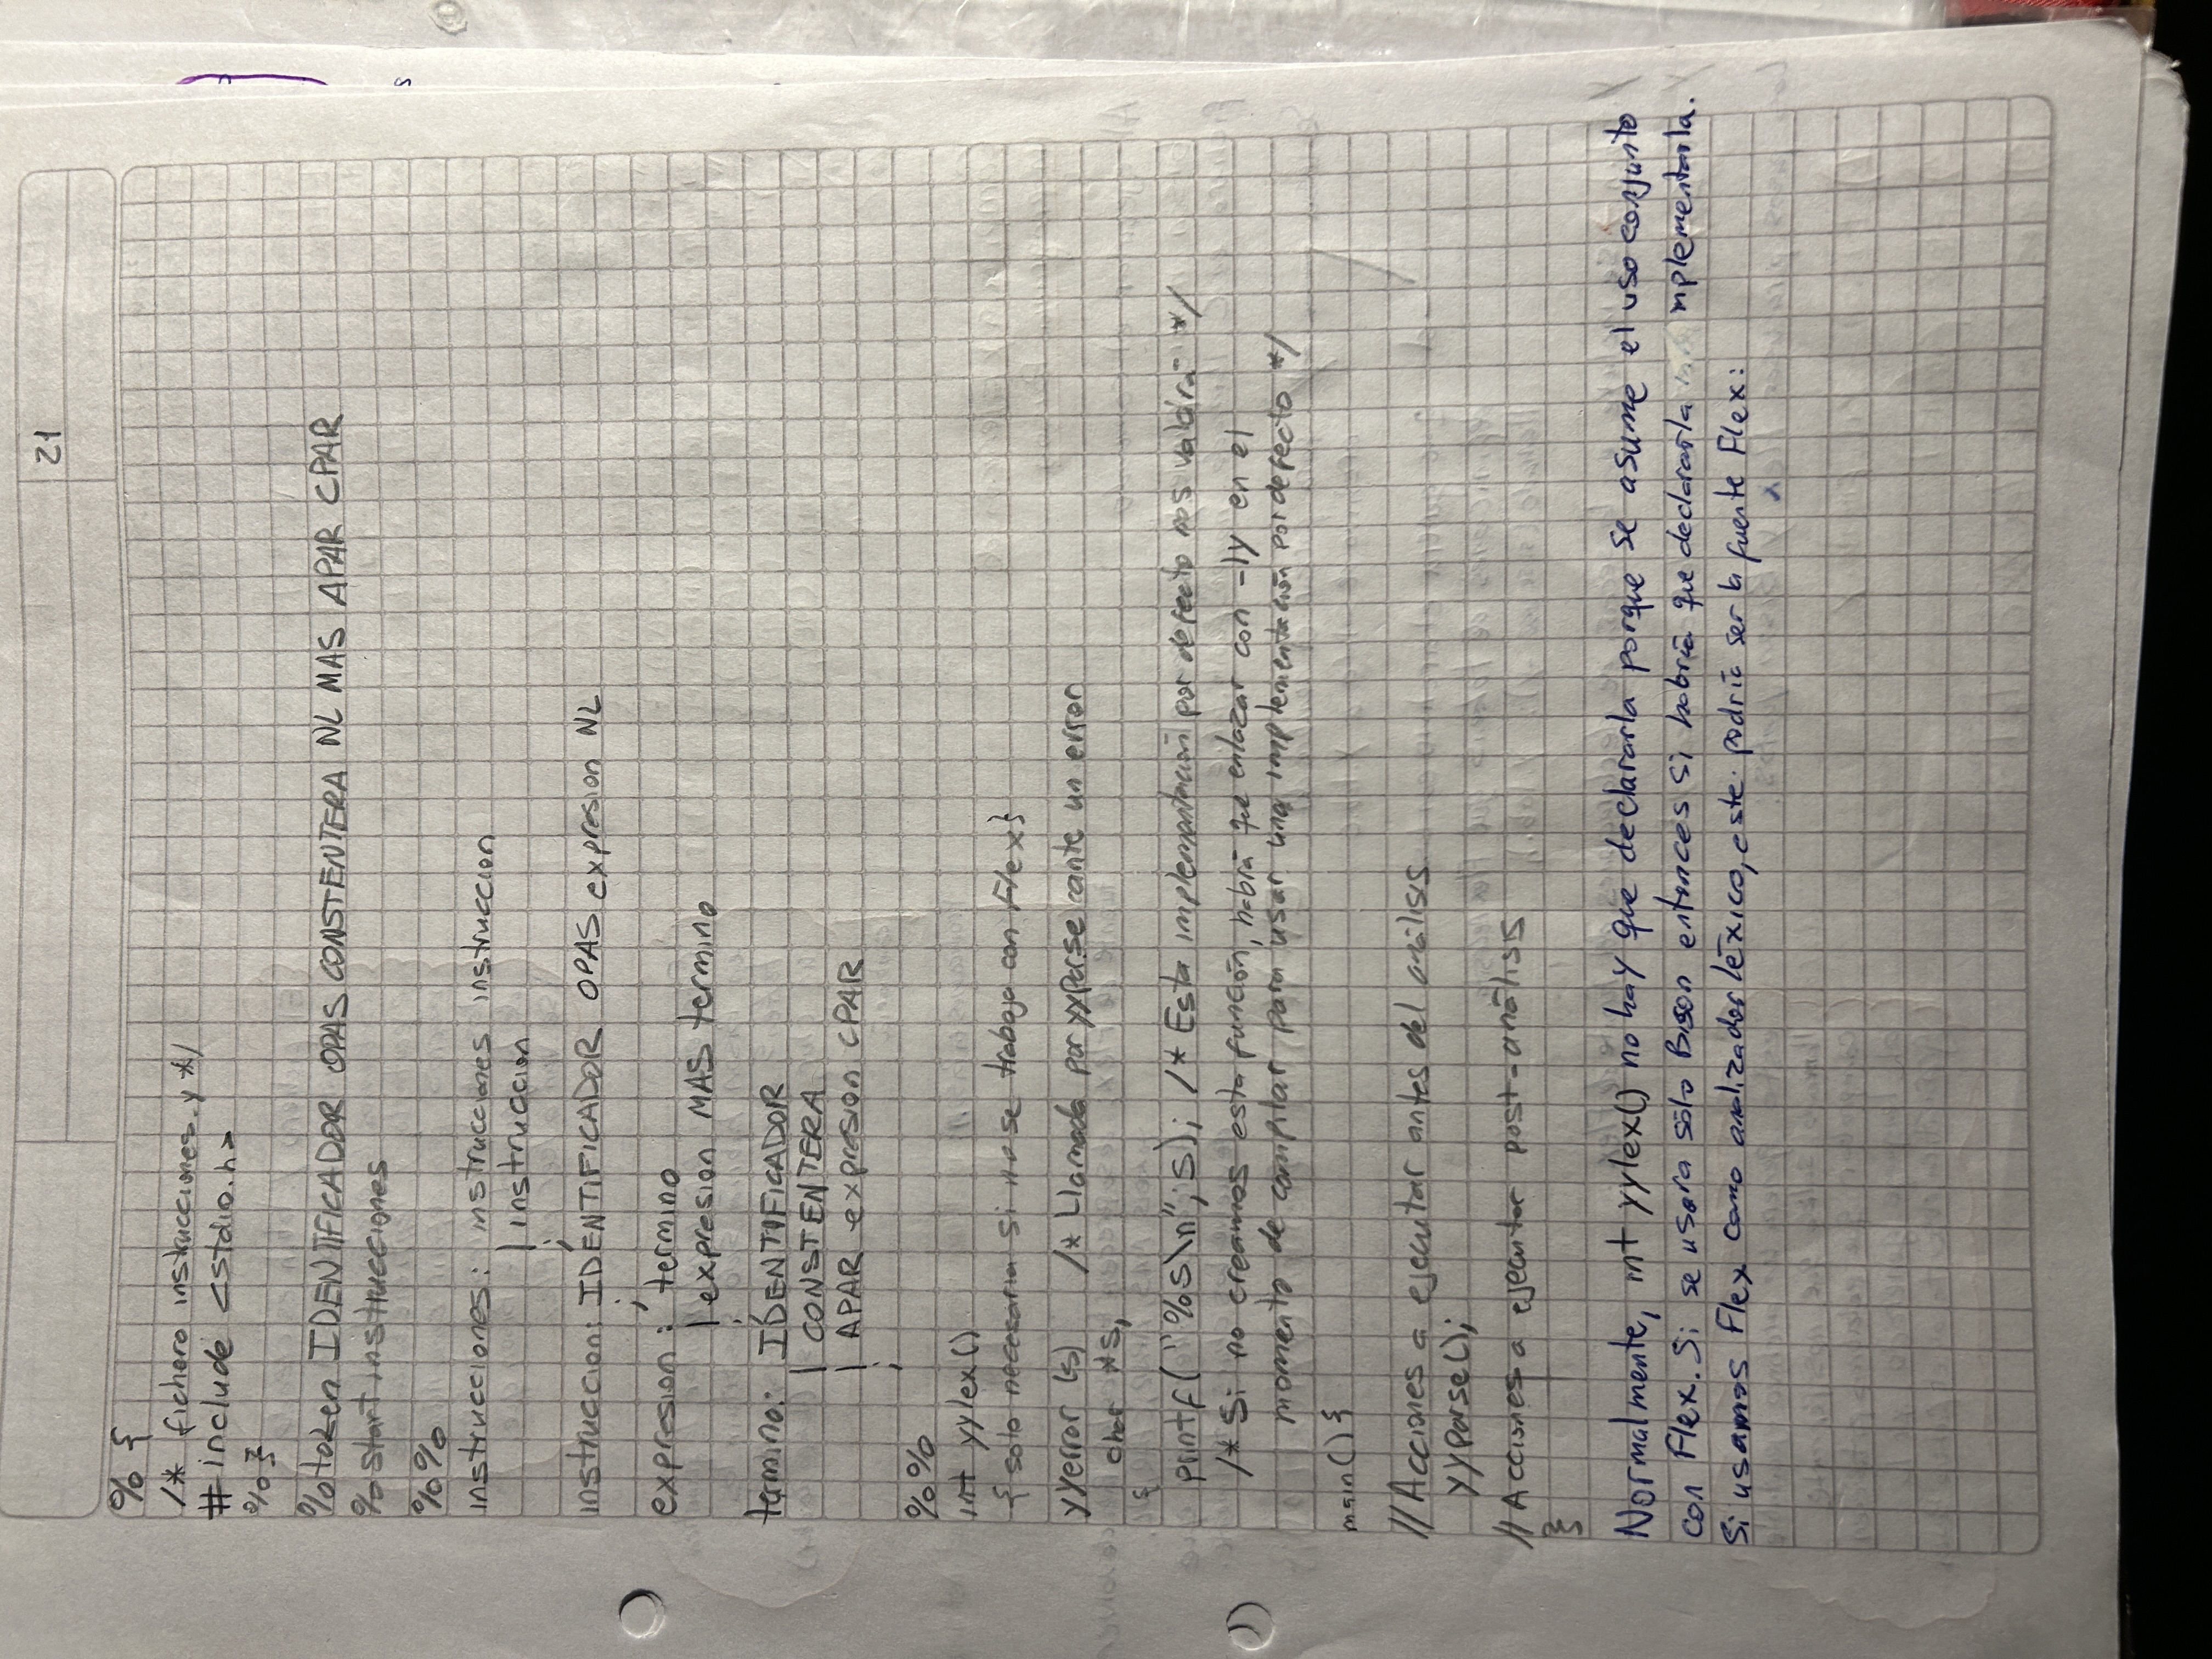 21
% {
/* fichero instrucciones.y */
# include <stdio.h>
% }
%token IDENTIFICADOR OPAS CONSTENTERA NL MAS APAR CPAR
%start instrucciones
%%
instrucciones: instrucciones instruccion
| instruccion
;
instruccion: IDENTIFICADOR OPAS expresion NL
;
expresion : termino
| expresion MAS termino
;
termino: IDENTIFICADOR
| CONSTENTERA
| APAR expresion CPAR
;
%%
int yylex()
{ solo necesaria si no se trabaja con Flex}
yyerror (s) /* Llamada por yyparse ante un error
char *s;
{
printf( "%s\n"; s); /* Esta implementación por defecto nos valdrá */
/* Si no creamos esta función, habrá que enlazar con -ly en el
momento de compilar para usar una implementación por defecto */
main() {
// Acciones a ejecutar antes del análisis
yyparse();
// Acciones a ejecutar post-análisis
}
Normalmente, int yylex() no hay que declararla porque se asume el uso conjunto
con Flex. Si se usara sólo Bison entonces si habría que declararla implementarla.
Si usamos Flex como analizador léxico, este podría ser la fuente Flex: